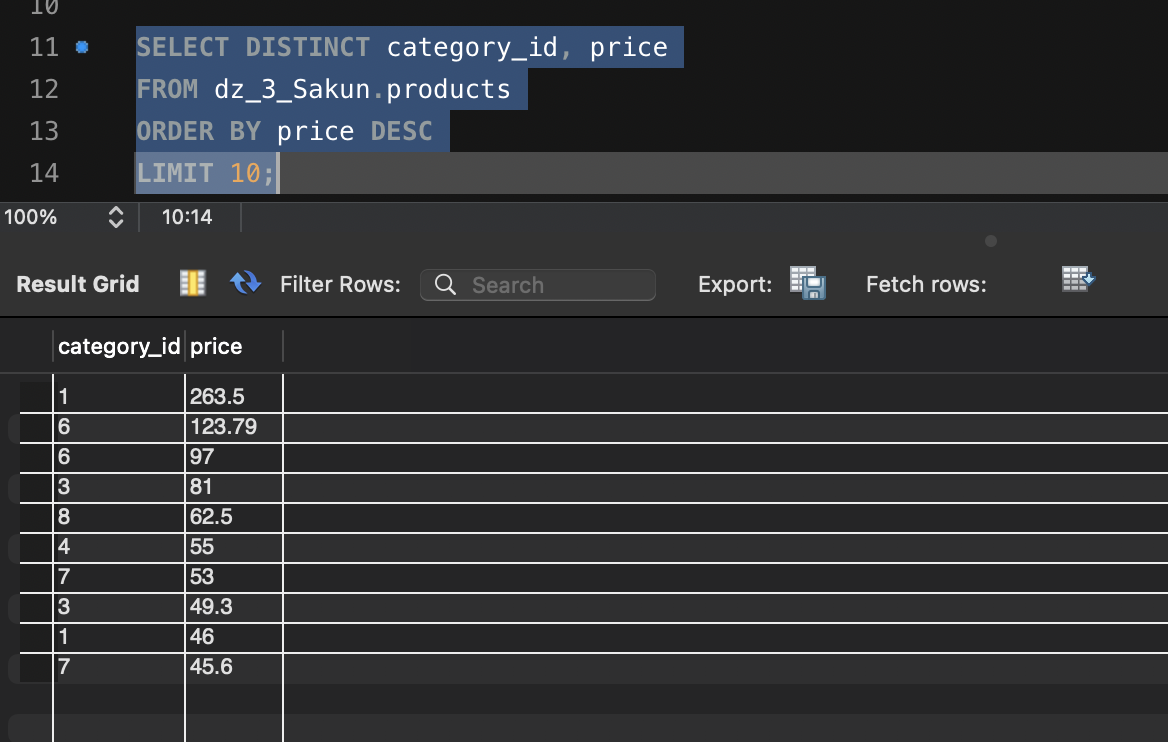 10
11 SELECT DISTINCT category_id, price
12 FROM dz_3_Sakun.products
13 ORDER BY price DESC
14 LIMIT 10;
100% 10:14
Result Grid Filter Rows: Search Export: Fetch rows:
category_id price
1 263.5
6 123.79
6 97
3 81
8 62.5
4 55
7 53
3 49.3
1 46
7 45.6